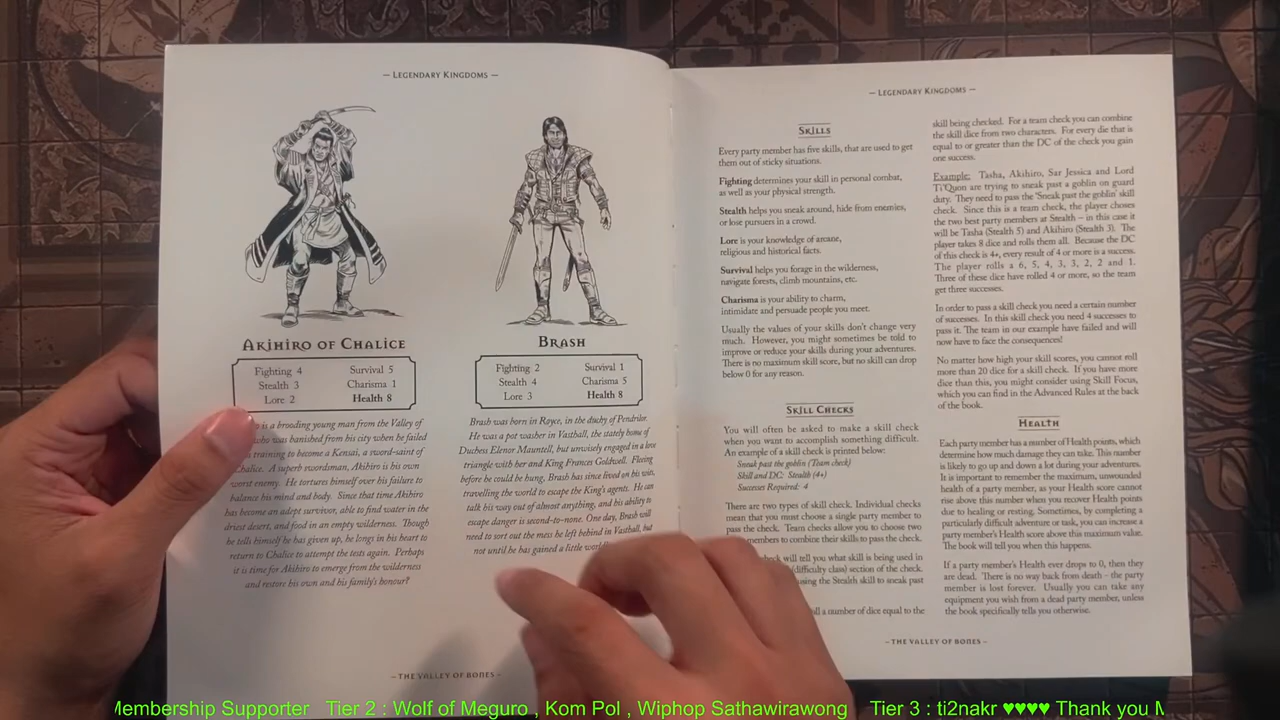 – Legendary Kingdoms –
Akihiro of Chalice
Fighting 4
Stealth 3
Lore 2
Survival 5
Charisma 1
Health 8
is a brooding young man from the Valley of
who was banished from his city when he failed
training to become a Kensai, a sword-saint of
Chalice. A superb swordsman, Akihiro is his own
worst enemy. He tortures himself over his failure to
balance his mind and body. Since that time Akihiro
has become an adept survivor, able to find water in the
driest desert, and food in an empty wilderness. Though
he tells himself he has given up, he longs in his heart to
return to Chalice to attempt the tests again. Perhaps
it is time for Akihiro to emerge from the wilderness
and restore his own and his family's honour?
Brash
Fighting 2
Stealth 4
Lore 3
Survival 1
Charisma 5
Health 8
Brash was born in Royce, in the duchy of Pendrilor.
He was a pot washer in Vasthall, the stately home of
Duchess Elenor Mauntell, but unwisely engaged in a love
triangle with her and King Frances Goldwell. Fleeing
before he could be hung, Brash has since lived on his wits,
travelling the world to escape the King's agents. He can
talk his way out of almost anything, and his ability to
escape danger is second-to-none. One day, Brash will
need to sort out the mess he left behind in Vasthall, but
not until he has gained a little
– The Valley of Bones –
– Legendary Kingdoms –
Skills
Every party member has five skills, that are used to get
them out of sticky situations.
Fighting determines your skill in personal combat,
as well as your physical strength.
Stealth helps you sneak around, hide from enemies,
or lose pursuers in a crowd.
Lore is your knowledge of arcane,
religious and historical facts.
Survival helps you forage in the wilderness,
navigate forests, climb mountains, etc.
Charisma is your ability to charm,
intimidate and persuade people you meet.
Usually the values of your skills don't change very
much. However, you might sometimes be told to
improve or reduce your skills during your adventures.
There is no maximum skill score, but no skill can drop
below 0 for any reason.
Skill Checks
You will often be asked to make a skill check
when you want to accomplish something difficult.
An example of a skill check is printed below:
Sneak past the goblin (Team check)
Skill and DC: Stealth (4+)
Successes Required: 4
There are two types of skill check. Individual checks
mean that you must choose a single party member to
pass the check. Team checks allow you to choose two
members to combine their skills to pass the check.
check will tell you what skill is being used in
(difficulty class) section of the check.
using the Stealth skill to sneak past
a number of dice equal to the
skill being checked. For a team check you can combine
the skill dice from two characters. For every die that is
equal to or greater than the DC of the check you gain
one success.
Example: Tasha, Akihiro, Sar Jessica and Lord
Ti'Quon are trying to sneak past a goblin on guard
duty. They need to pass the 'Sneak past the goblin' skill
check. Since this is a team check, the player choses
the two best party members at Stealth – in this case it
will be Tasha (Stealth 5) and Akihiro (Stealth 3). The
player takes 8 dice and rolls them all. Because the DC
of this check is 4+, every result of 4 or more is a success.
The player rolls a 6, 5, 4, 3, 3, 2, 2 and 1.
Three of these dice have rolled 4 or more, so the team
get three successes.
In order to pass a skill check you need a certain number
of successes. In this skill check you need 4 successes to
pass it. The team in our example have failed and will
now have to face the consequences!
No matter how high your skill scores, you cannot roll
more than 20 dice for a skill check. If you have more
dice than this, you might consider using Skill Focus,
which you can find in the Advanced Rules at the back
of the book.
Health
Each party member has a number of Health points, which
determine how much damage they can take. This number
is likely to go up and down a lot during your adventures.
It is important to remember the maximum, unwounded
health of a party member, as your Health score cannot
rise above this number when you recover Health points
due to healing or resting. Sometimes, by completing a
particularly difficult adventure or task, you can increase a
party member's Health score above this maximum value.
The book will tell you when this happens.
If a party member's Health ever drops to 0, then they
are dead. There is no way back from death – the party
member is lost forever. Usually you can take any
equipment you wish from a dead party member, unless
the book specifically tells you otherwise.
– The Valley of Bones –
Membership Supporter Tier 2 : Wolf of Meguro , Kom Pol , Wiphop Sathawirawong Tier 3 : ti2nakr ♥♥♥♥ Thank you